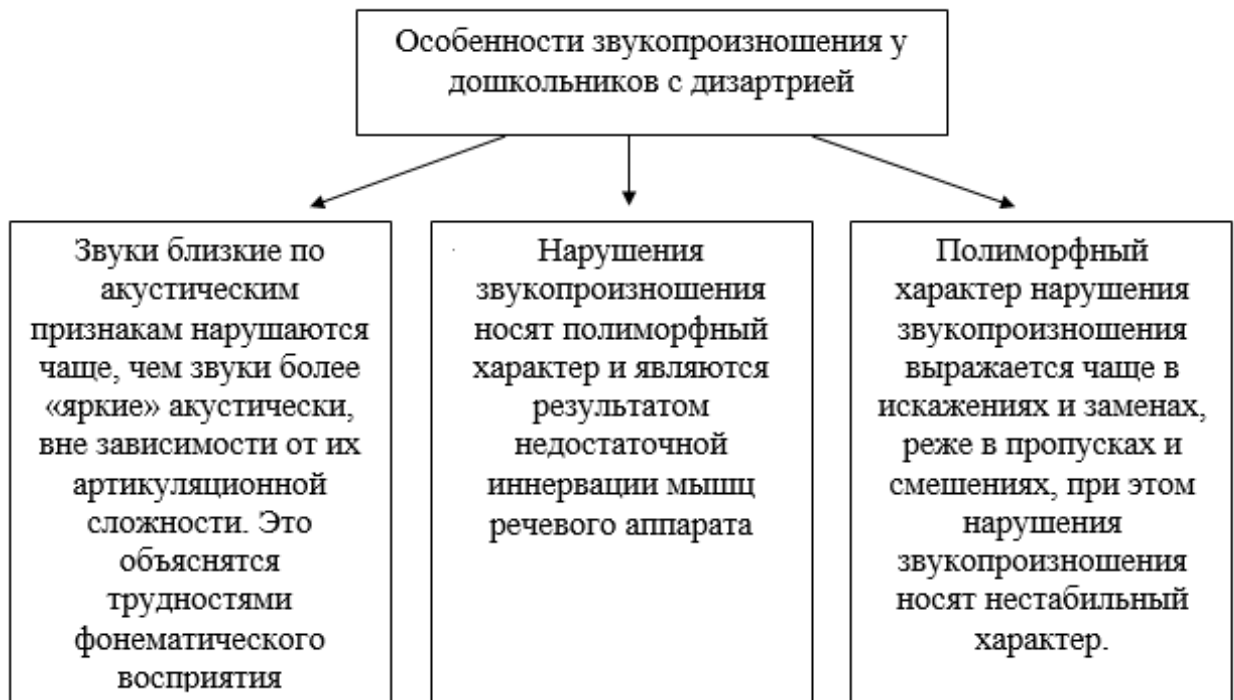 Особенности звукопроизношения у
дошкольников с дизартрией
Звуки близкие по
акустическим
признакам нарушаются
чаще, чем звуки более
«яркие» акустически,
вне зависимости от их
артикуляционной
сложности. Это
объяснятся
трудностями
фонематического
восприятия
Нарушения
звукопроизношения
носят полиморфный
характер и являются
результатом
недостаточной
иннервации мышц
речевого аппарата
Полиморфный
характер нарушения
звукопроизношения
выражается чаще в
искажениях и заменах,
реже в пропусках и
смешениях, при этом
нарушения
звукопроизношения
носят нестабильный
характер.